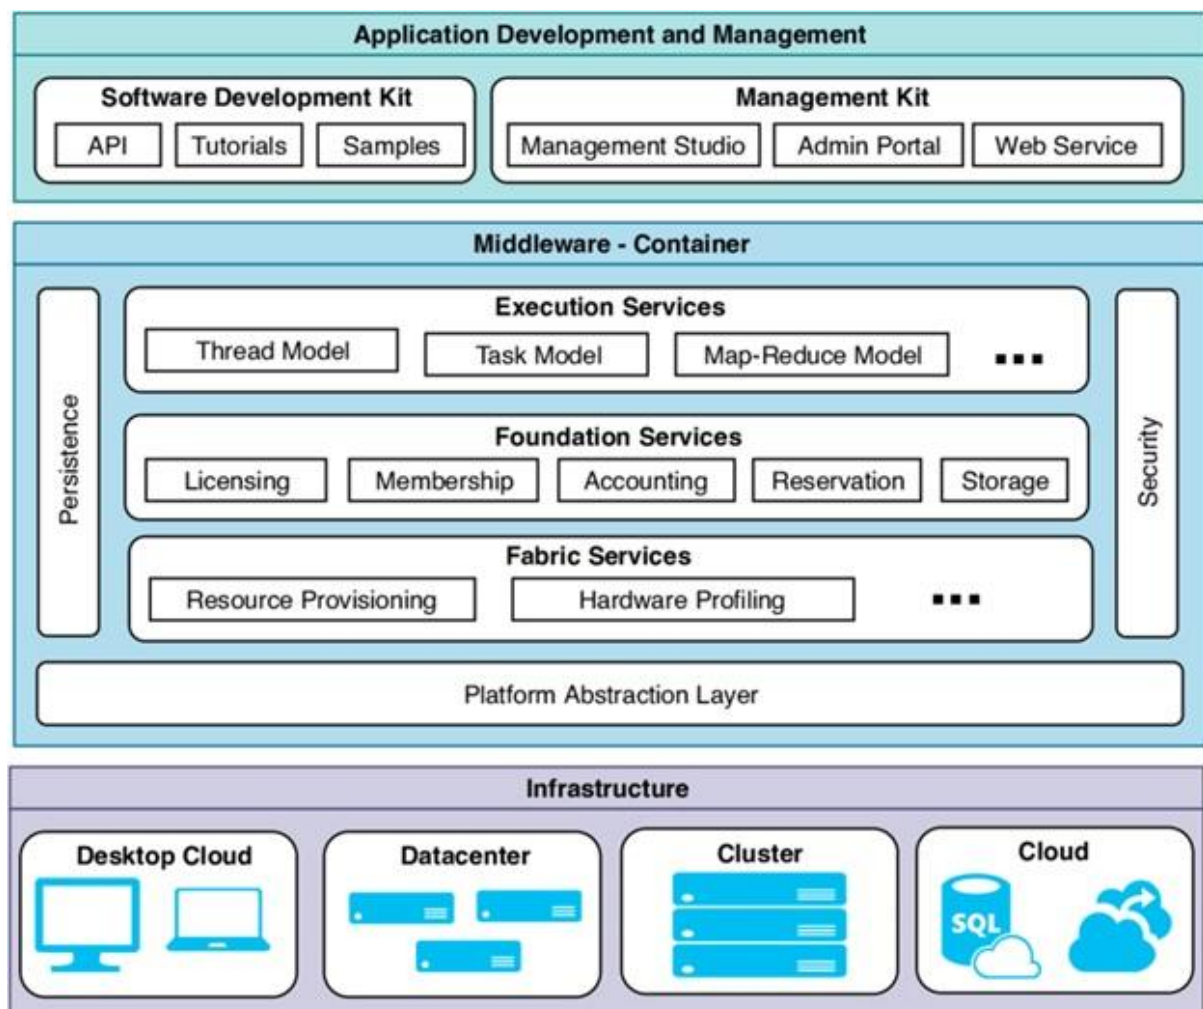 Application Development and Management
Software Development Kit
API
Tutorials
Samples
Management Kit
Management Studio
Admin Portal
Web Service
Middleware - Container
Persistence
Execution Services
Thread Model
Task Model
Map-Reduce Model
Foundation Services
Licensing
Membership
Accounting
Reservation
Storage
Fabric Services
Resource Provisioning
Hardware Profiling
Security
Platform Abstraction Layer
Infrastructure
Desktop Cloud
Datacenter
Cluster
Cloud
SQL